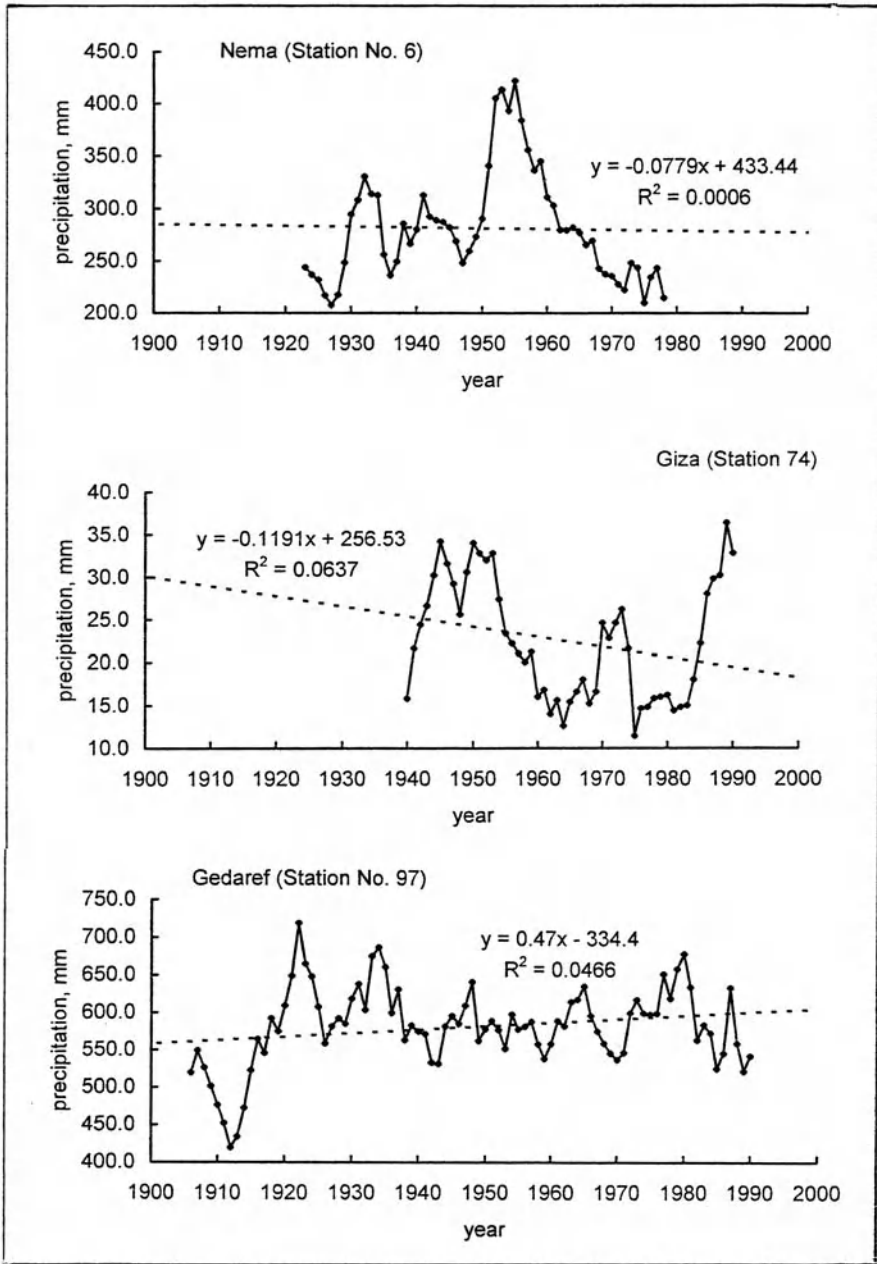 Nema (Station No. 6)
450.0
400.0
350.0
300.0
250.0
200.0
precipitation, mm
y = -0.0779x + 433.44
R² = 0.0006
1900 1910 1920 1930 1940 1950 1960 1970 1980 1990 2000
year
Giza (Station 74)
40.0
30.0
25.0
20.0
15.0
10.0
precipitation, mm
y = -0.1191x + 256.53
R² = 0.0637
35.0
1900 1910 1920 1930 1940 1950 1960 1970 1980 1990 2000
year
Gedaref (Station No. 97)
750.0
700.0
650.0
600.0
550.0
500.0
450.0
400.0
precipitation, mm
y = 0.47x - 334.4
R² = 0.0466
1900 1910 1920 1930 1940 1950 1960 1970 1980 1990 2000
year